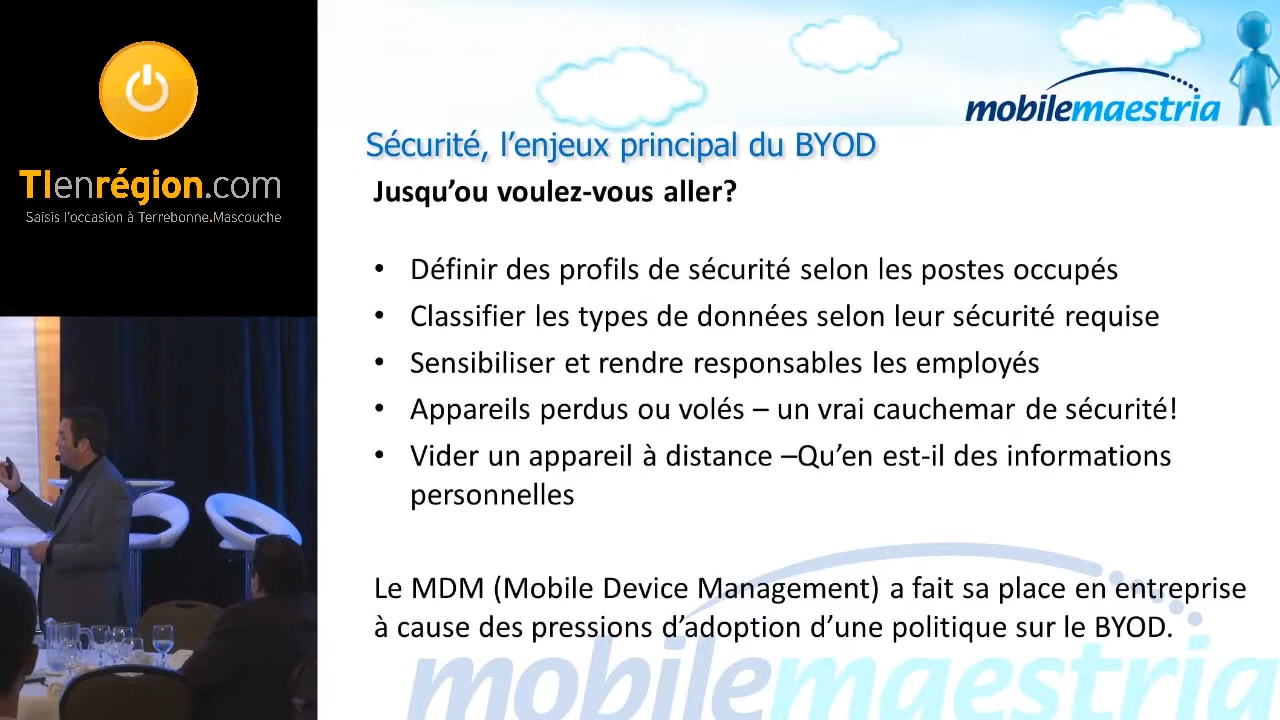 TIenrégion.com
Saisis l'occasion à Terrebonne.Mascouche
mobilemaestria
Sécurité, l'enjeux principal du BYOD
Jusqu'ou voulez-vous aller?
• Définir des profils de sécurité selon les postes occupés
• Classifier les types de données selon leur sécurité requise
• Sensibiliser et rendre responsables les employés
• Appareils perdus ou volés – un vrai cauchemar de sécurité!
• Vider un appareil à distance –Qu'en est-il des informations
personnelles
Le MDM (Mobile Device Management) a fait sa place en entreprise
à cause des pressions d'adoption d'une politique sur le BYOD.
mobilemaestria